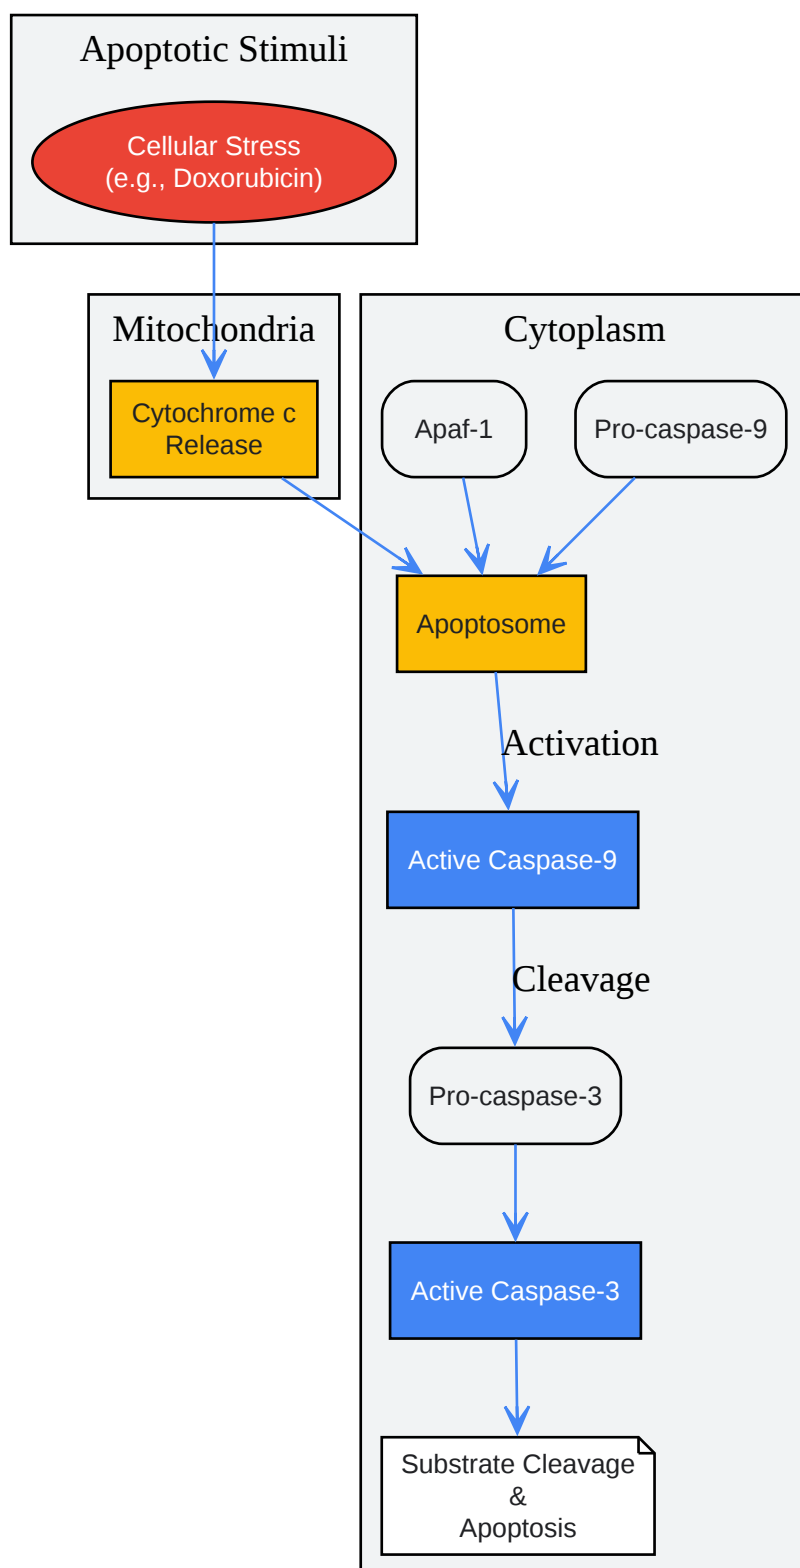 Apoptotic Stimuli
Cellular Stress
(e.g., Doxorubicin)
Mitochondria
Cytochrome c
Release
Cytoplasm
Apaf-1
Pro-caspase-9
Apoptosome
Activation
Active Caspase-9
Cleavage
Pro-caspase-3
Active Caspase-3
Substrate Cleavage
&
Apoptosis